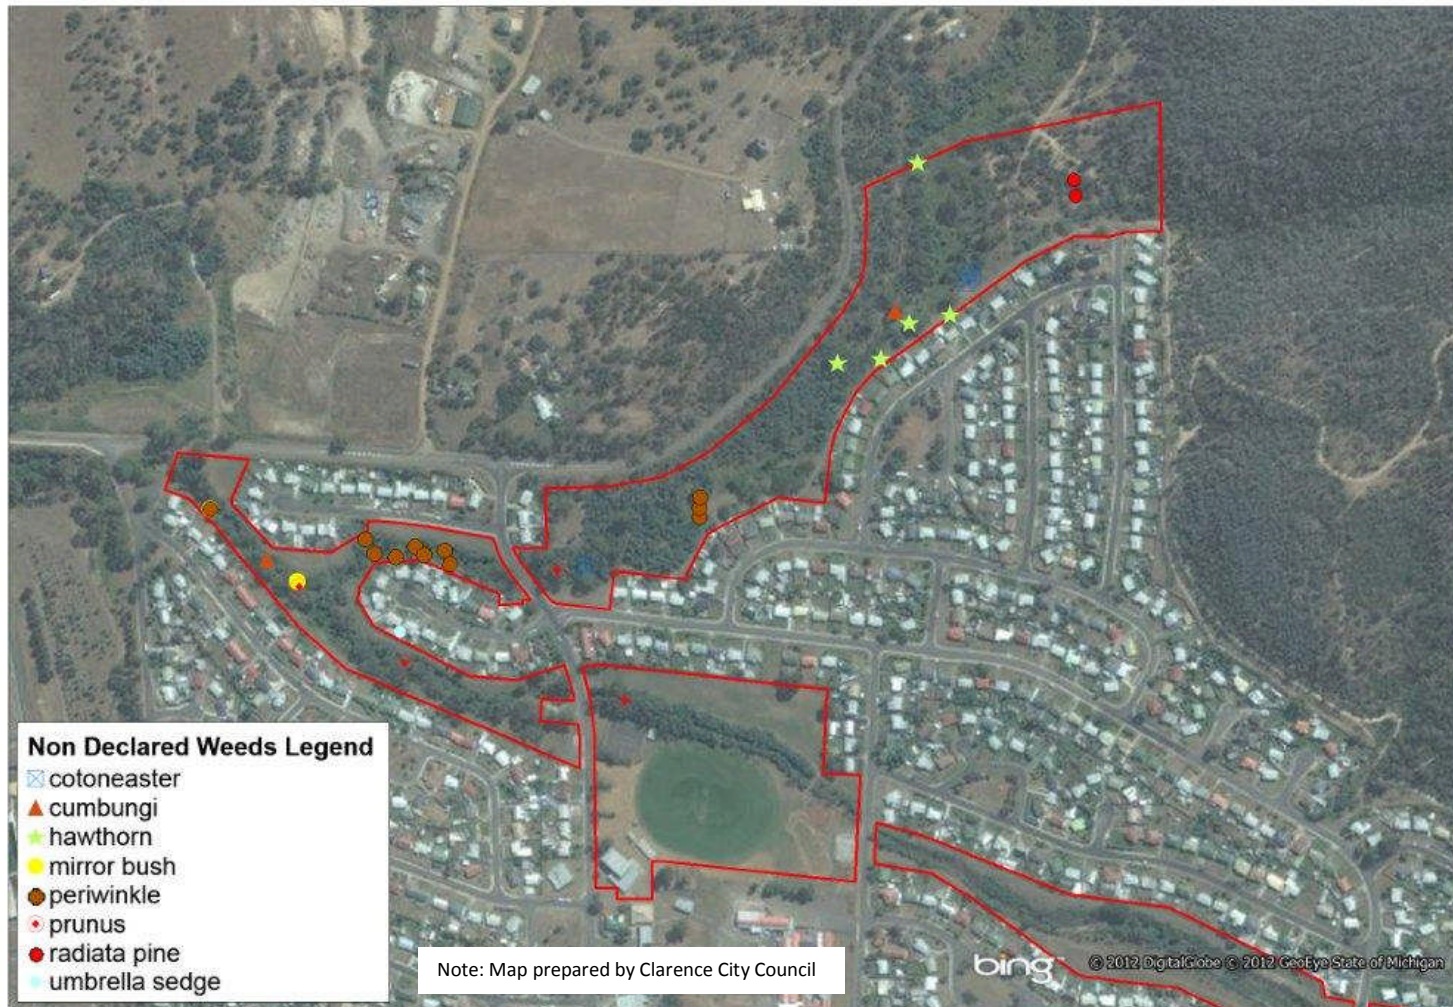 Non Declared Weeds Legend
cotoneaster
cumbungi
hawthorn
mirror bush
periwinkle
prunus
radiata pine
umbrella sedge
Note: Map prepared by Clarence City Council
bing
© 2012 DigitalGlobe © 2012 GeoEye State of Michigan